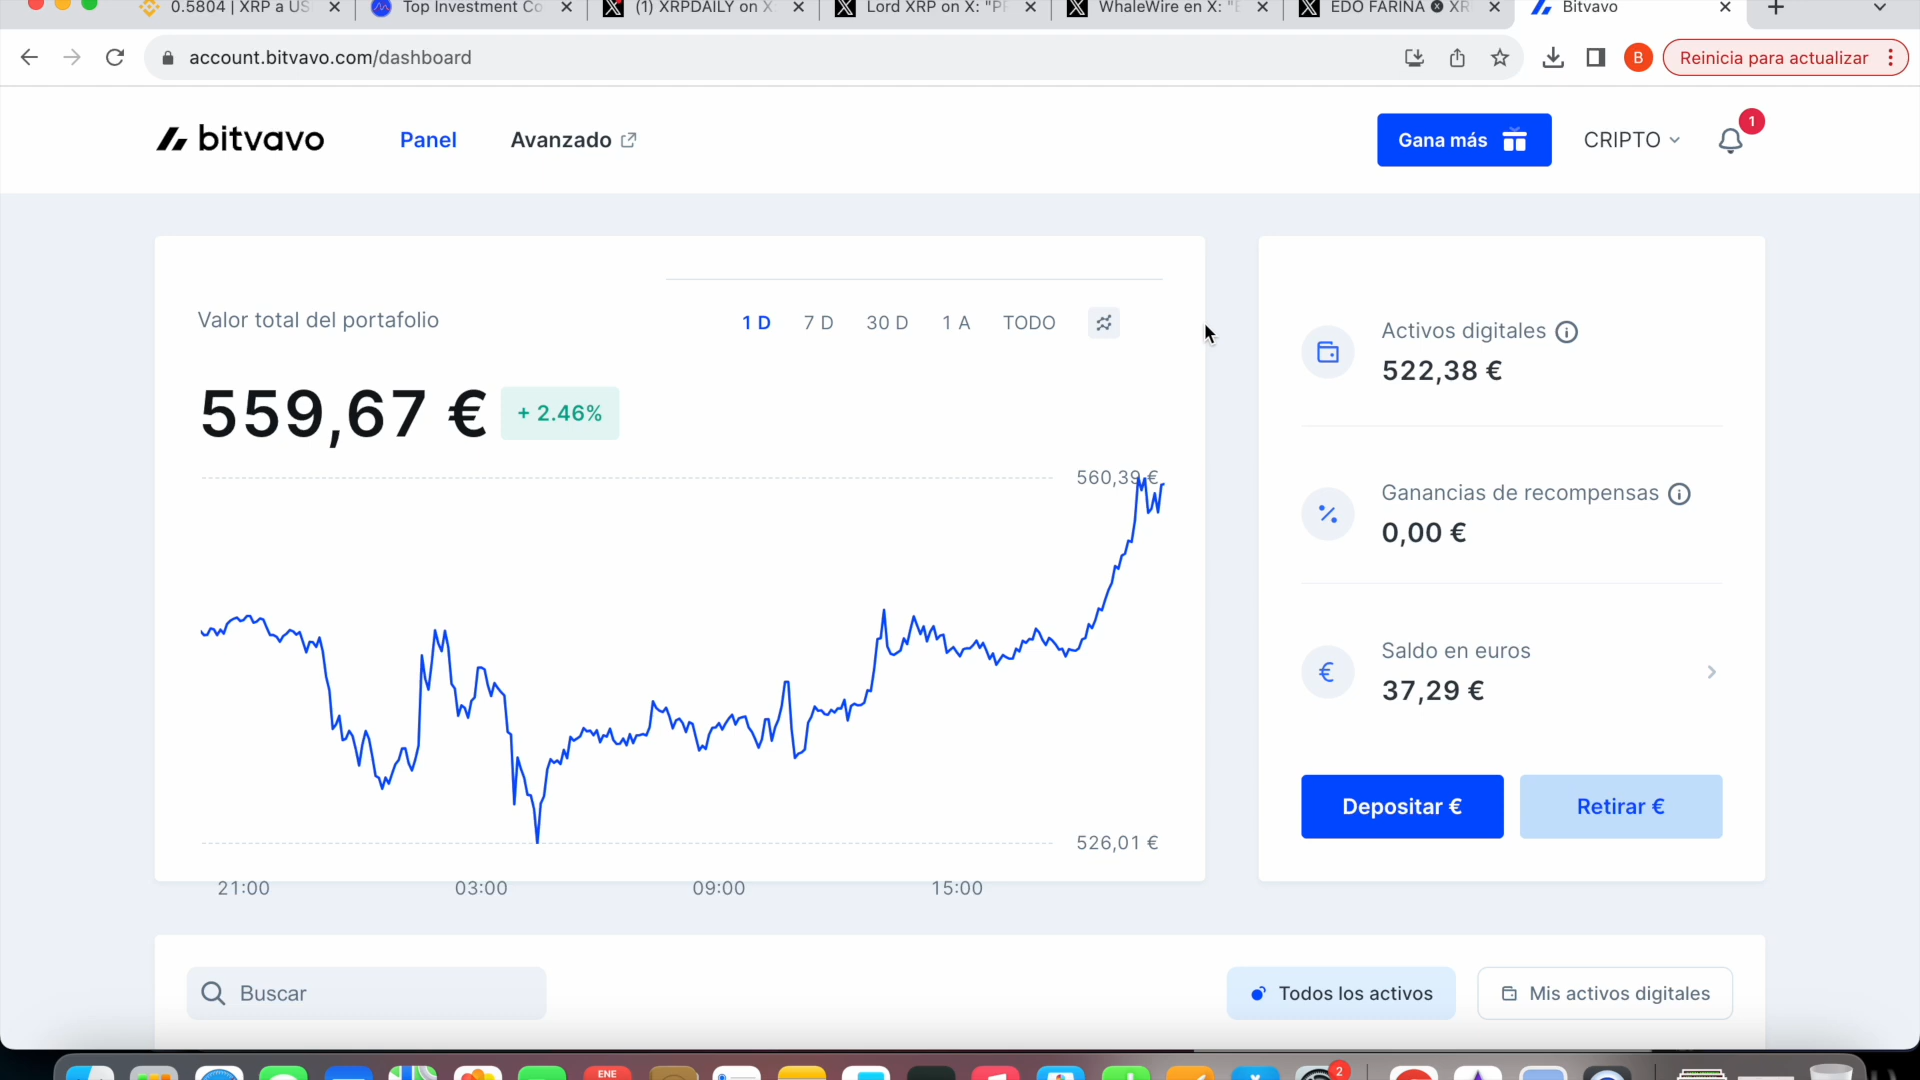 0.5804 | XRP a US
Top Investment Co
(1) XRPDAILY on X
Lord XRP on X: "PR
WhaleWire en X: "E
EDO FARINA 🅧 XR
Bitvavo
account.bitvavo.com/dashboard
B
Reinicia para actualizar
bitvavo
Panel
Avanzado
Gana más
CRIPTO
1
Valor total del portafolio
1 D
7 D
30 D
1 A
TODO
559,67 €
+ 2.46%
560,39 €
526,01 €
21:00
03:00
09:00
15:00
Activos digitales
522,38 €
Ganancias de recompensas
0,00 €
€
Saldo en euros
37,29 €
Depositar €
Retirar €
Buscar
Todos los activos
Mis activos digitales
ENE
2